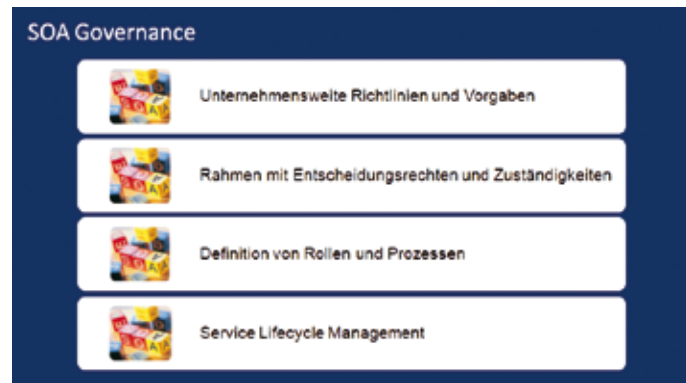 SOA Governance
Unternehmensweite Richtlinien und Vorgaben
Rahmen mit Entscheidungsrechten und Zuständigkeiten
Definition von Rollen und Prozessen
Service Lifecycle Management